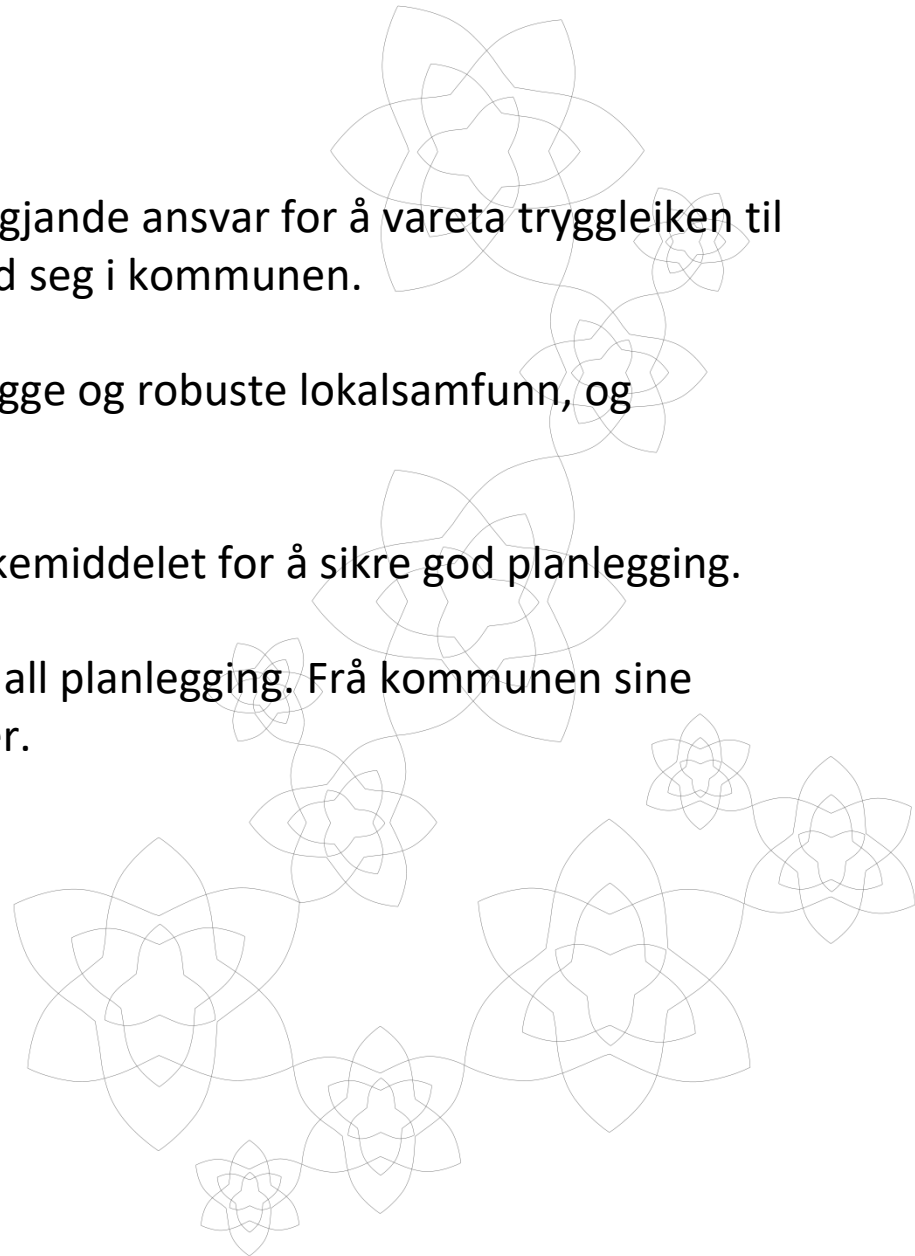 gjande ansvar for å vareta tryggleiken til
d seg i kommunen.
gge og robuste lokalsamfunn, og
kemiddelet for å sikre god planlegging.
all planlegging. Frå kommunen sine
r.